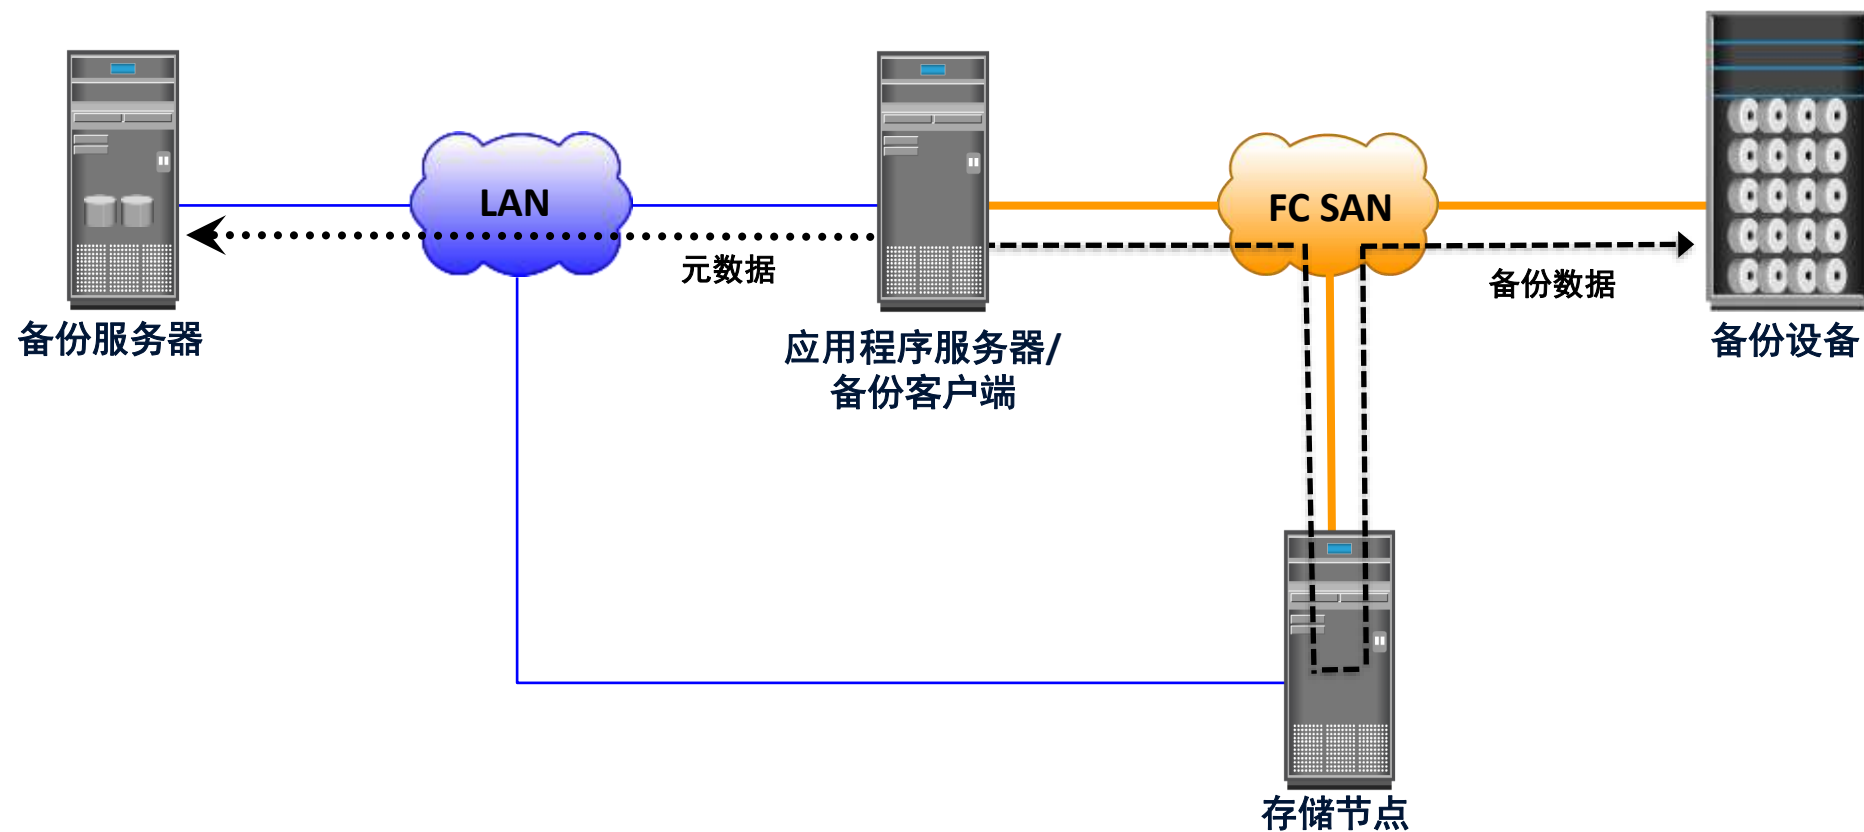 LAN
FC SAN
元数据
备份数据
备份服务器
应用程序服务器/
备份客户端
备份设备
存储节点